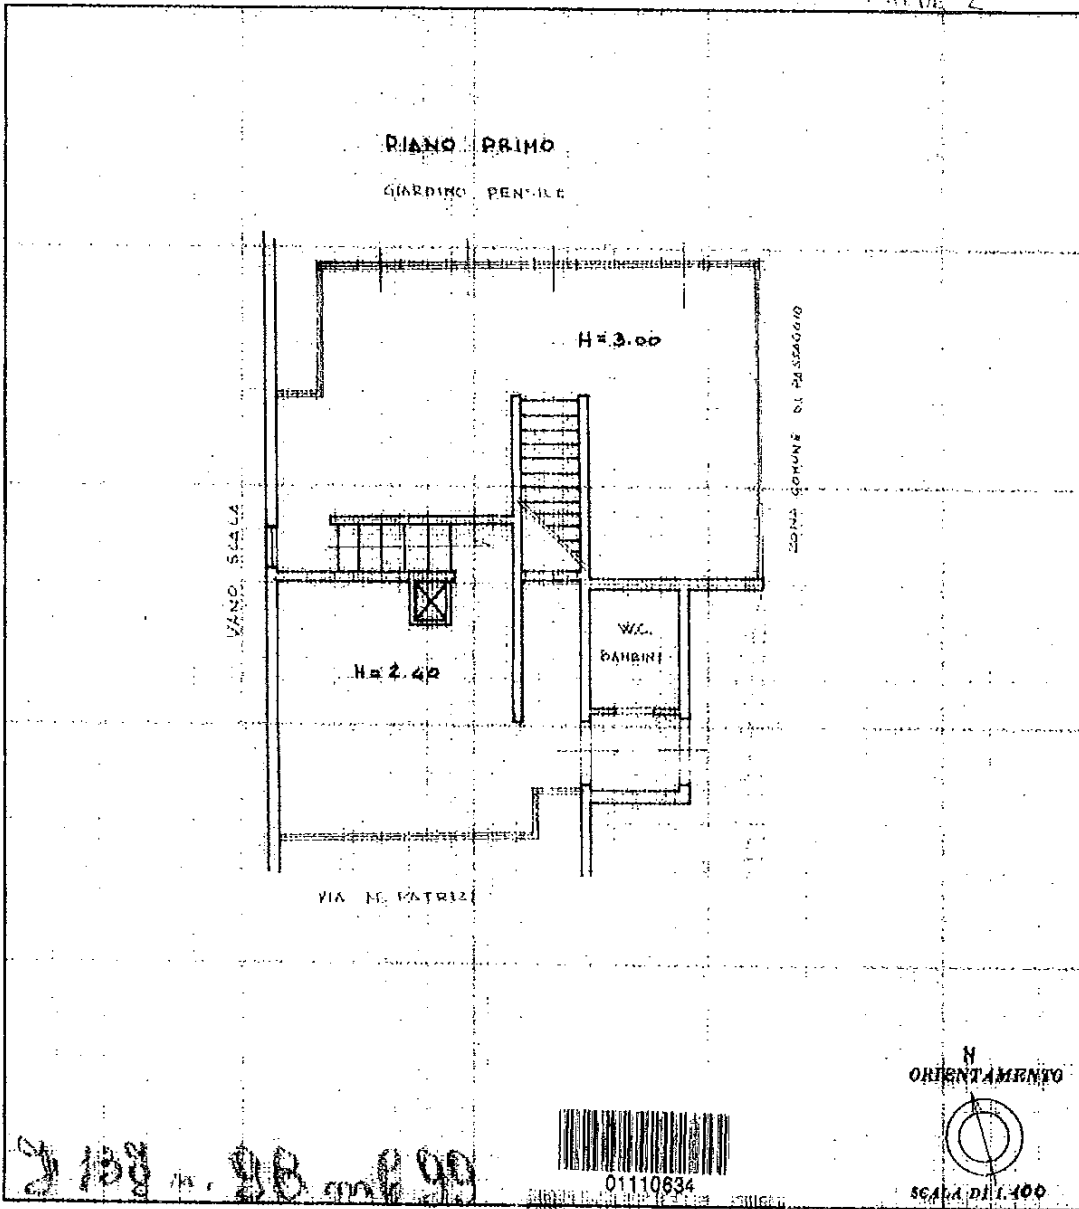 PIANO PRIMO
GIARDINO PENSILE
H = 3.00
ZONA COMUNE DI PASSAGGIO
VANO SCALA
W.C.
BAMBINI
H = 2.40
VIA M. PATRIZI
N
ORIENTAMENTO
01110634
SCALA DI 1:100